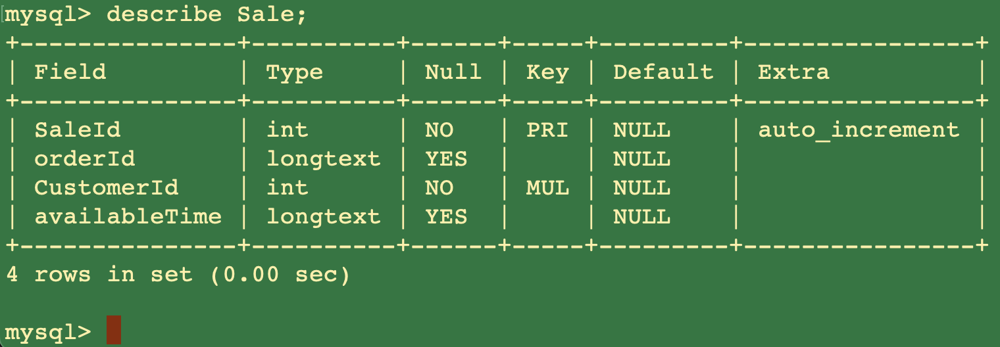 mysql> describe Sale;
+---------------+----------+------+-----+---------+----------------+
| Field         | Type     | Null | Key | Default | Extra          |
+---------------+----------+------+-----+---------+----------------+
| SaleId        | int      | NO   | PRI | NULL    | auto_increment |
| orderId       | longtext | YES  |     | NULL    |                |
| CustomerId    | int      | NO   | MUL | NULL    |                |
| availableTime | longtext | YES  |     | NULL    |                |
+---------------+----------+------+-----+---------+----------------+
4 rows in set (0.00 sec)
mysql>